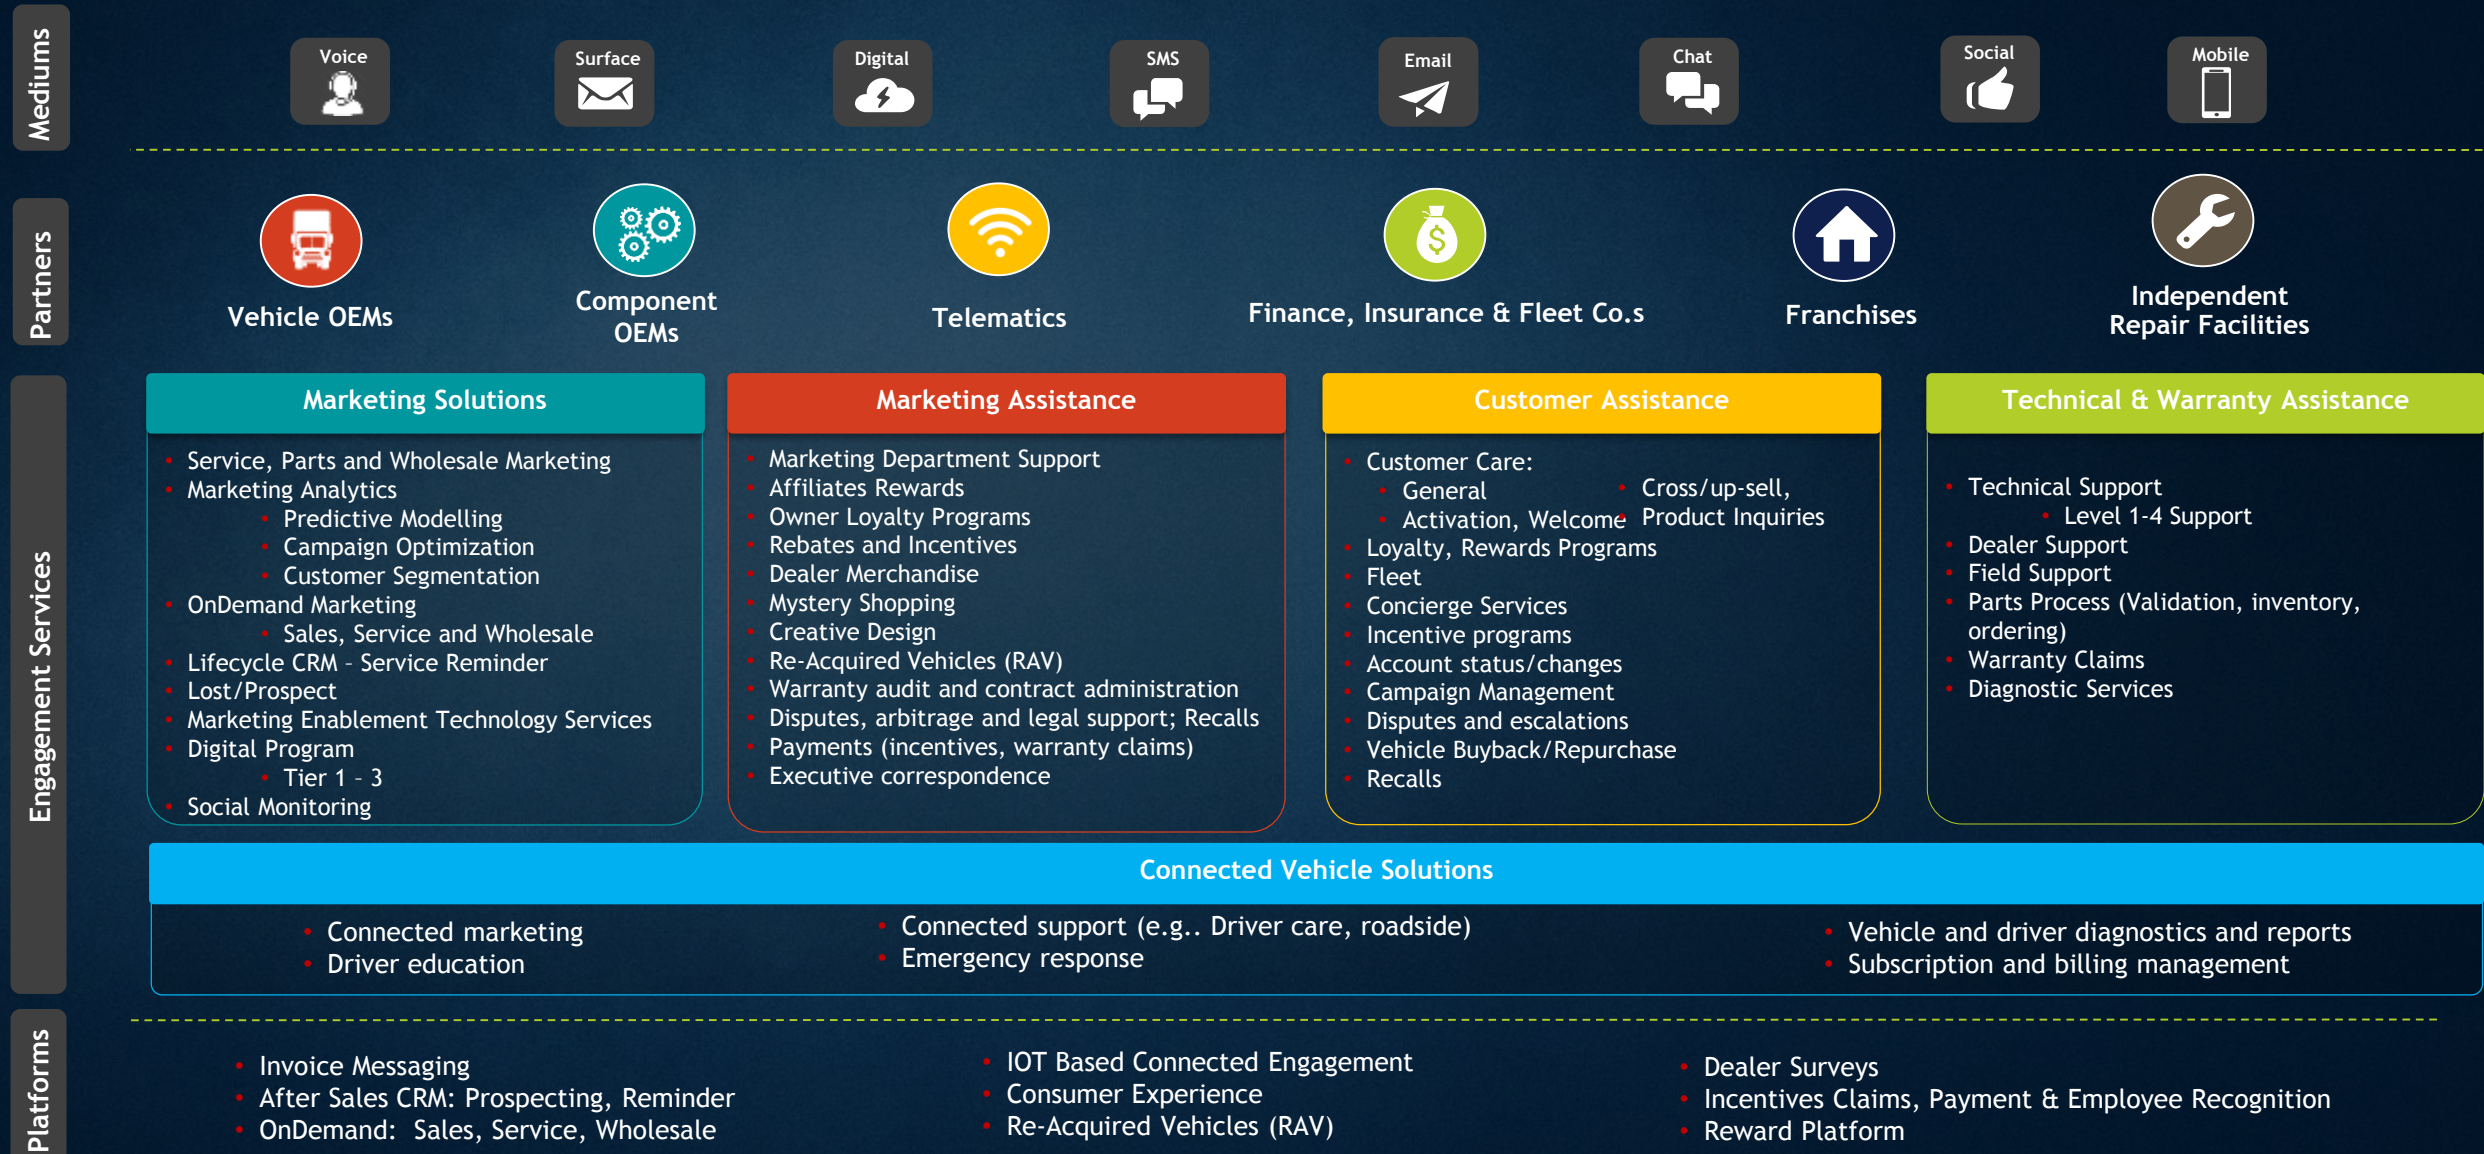 Mediums
Voice
Surface
Digital
SMS
Email
Chat
Social
Mobile
Partners
Vehicle OEMs
Component
OEMs
Telematics
Finance, Insurance & Fleet Co.s
Franchises
Independent
Repair Facilities
Engagement Services
Marketing Solutions
• Service, Parts and Wholesale Marketing
• Marketing Analytics
• Predictive Modelling
• Campaign Optimization
• Customer Segmentation
• OnDemand Marketing
• Sales, Service and Wholesale
• Lifecycle CRM – Service Reminder
• Lost/Prospect
• Marketing Enablement Technology Services
• Digital Program
• Tier 1 – 3
• Social Monitoring
Marketing Assistance
• Marketing Department Support
• Affiliates Rewards
• Owner Loyalty Programs
• Rebates and Incentives
• Dealer Merchandise
• Mystery Shopping
• Creative Design
• Re-Acquired Vehicles (RAV)
• Warranty audit and contract administration
• Disputes, arbitrage and legal support; Recalls
• Payments (incentives, warranty claims)
• Executive correspondence
Customer Assistance
• Customer Care:
• General
• Activation, Welcome
• Cross/up-sell,
• Product Inquiries
• Loyalty, Rewards Programs
• Fleet
• Concierge Services
• Incentive programs
• Account status/changes
• Campaign Management
• Disputes and escalations
• Vehicle Buyback/Repurchase
• Recalls
Technical & Warranty Assistance
• Technical Support
• Level 1-4 Support
• Dealer Support
• Field Support
• Parts Process (Validation, inventory,
ordering)
• Warranty Claims
• Diagnostic Services
Connected Vehicle Solutions
• Connected marketing
• Driver education
• Connected support (e.g.. Driver care, roadside)
• Emergency response
• Vehicle and driver diagnostics and reports
• Subscription and billing management
Platforms
• Invoice Messaging
• After Sales CRM: Prospecting, Reminder
• OnDemand: Sales, Service, Wholesale
• IOT Based Connected Engagement
• Consumer Experience
• Re-Acquired Vehicles (RAV)
• Dealer Surveys
• Incentives Claims, Payment & Employee Recognition
• Reward Platform